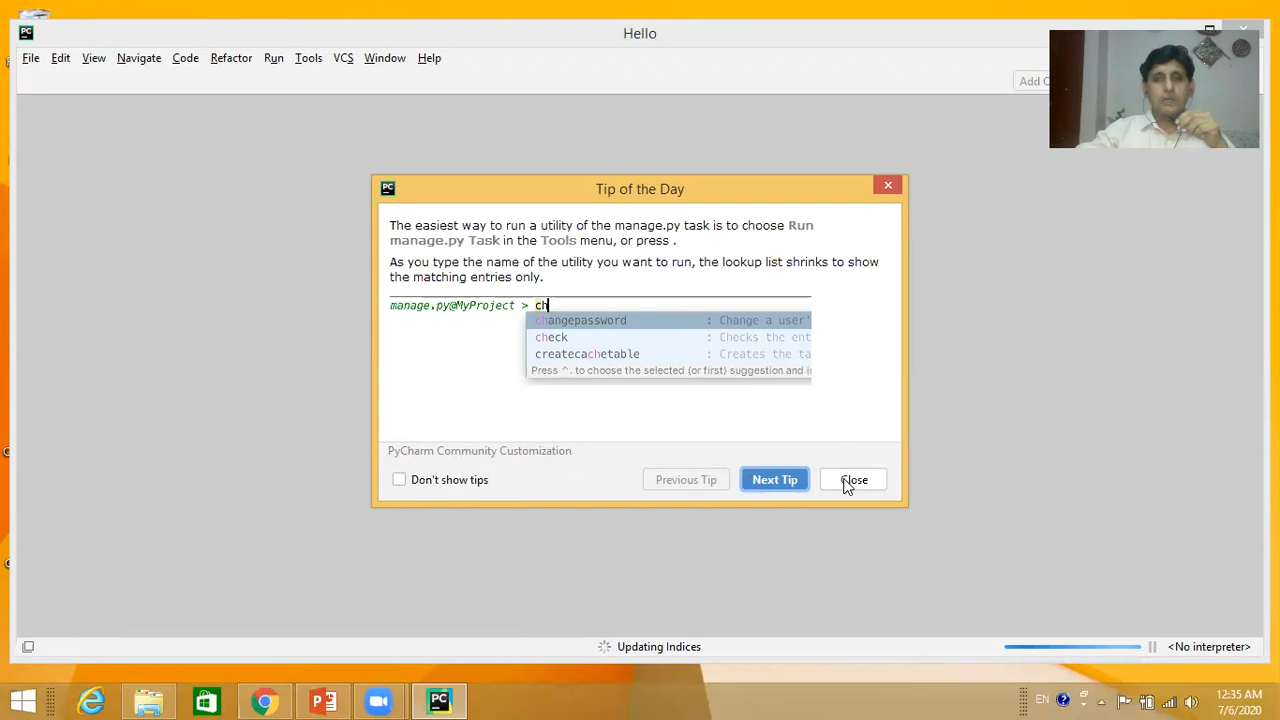 Hello
File Edit View Navigate Code Refactor Run Tools VCS Window Help
Add C
Tip of the Day
The easiest way to run a utility of the manage.py task is to choose Run
manage.py Task in the Tools menu, or press .
As you type the name of the utility you want to run, the lookup list shrinks to show
the matching entries only.
manage.py@MyProject > ch
changepassword : Change a user'
check : Checks the ent
createcachetable : Creates the ta
Press ^. to choose the selected (or first) suggestion and in
PyCharm Community Customization
Don't show tips Previous Tip Next Tip Close
Updating Indices <No interpreter>
EN 12:35 AM
7/6/2020